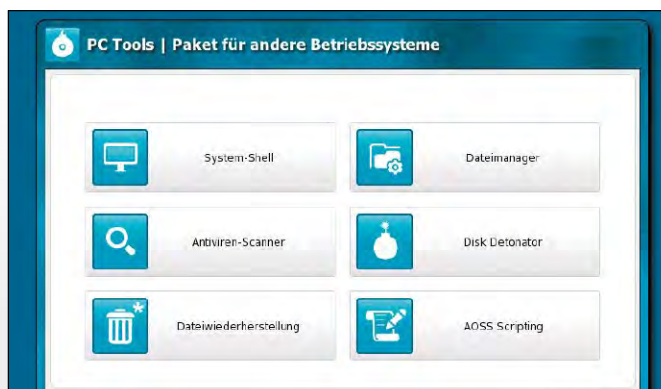 PC Tools | Paket für andere Betriebssysteme
System-Shell
Dateimanager
Antiviren-Scanner
Disk Detonator
Dateiwiederherstellung
AOSS Scripting